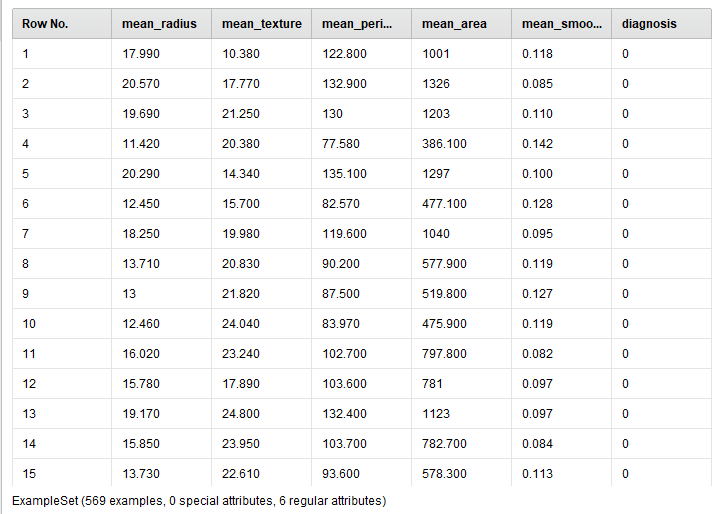 Row No. mean_radius mean_texture mean_peri... mean_area mean_smoo... diagnosis
1 17.990 10.380 122.800 1001 0.118 0
2 20.570 17.770 132.900 1326 0.085 0
3 19.690 21.250 130 1203 0.110 0
4 11.420 20.380 77.580 386.100 0.142 0
5 20.290 14.340 135.100 1297 0.100 0
6 12.450 15.700 82.570 477.100 0.128 0
7 18.250 19.980 119.600 1040 0.095 0
8 13.710 20.830 90.200 577.900 0.119 0
9 13 21.820 87.500 519.800 0.127 0
10 12.460 24.040 83.970 475.900 0.119 0
11 16.020 23.240 102.700 797.800 0.082 0
12 15.780 17.890 103.600 781 0.097 0
13 19.170 24.800 132.400 1123 0.097 0
14 15.850 23.950 103.700 782.700 0.084 0
15 13.730 22.610 93.600 578.300 0.113 0
ExampleSet (569 examples, 0 special attributes, 6 regular attributes)